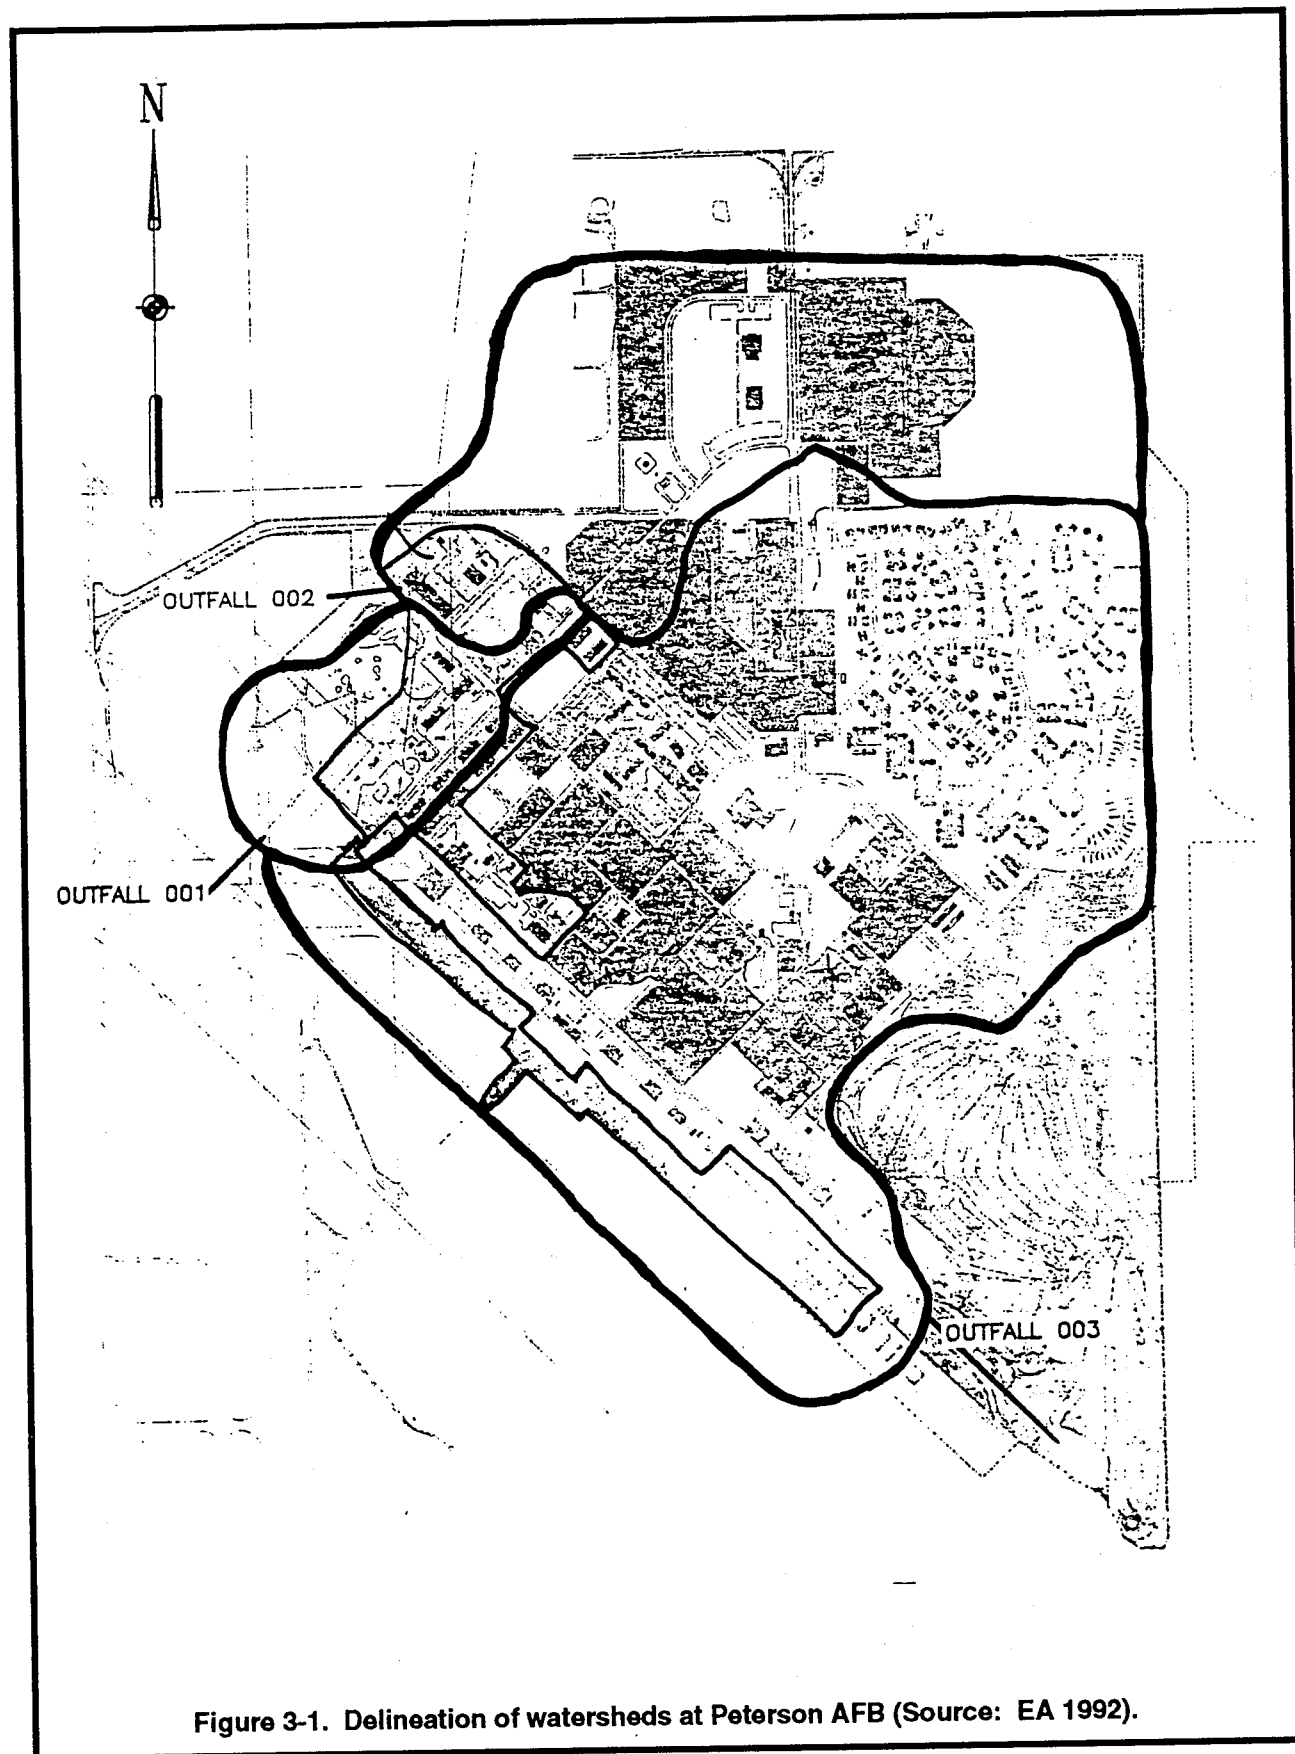 N
OUTFALL 002
OUTFALL 001
OUTFALL 003
Figure 3-1. Delineation of watersheds at Peterson AFB (Source: EA 1992).